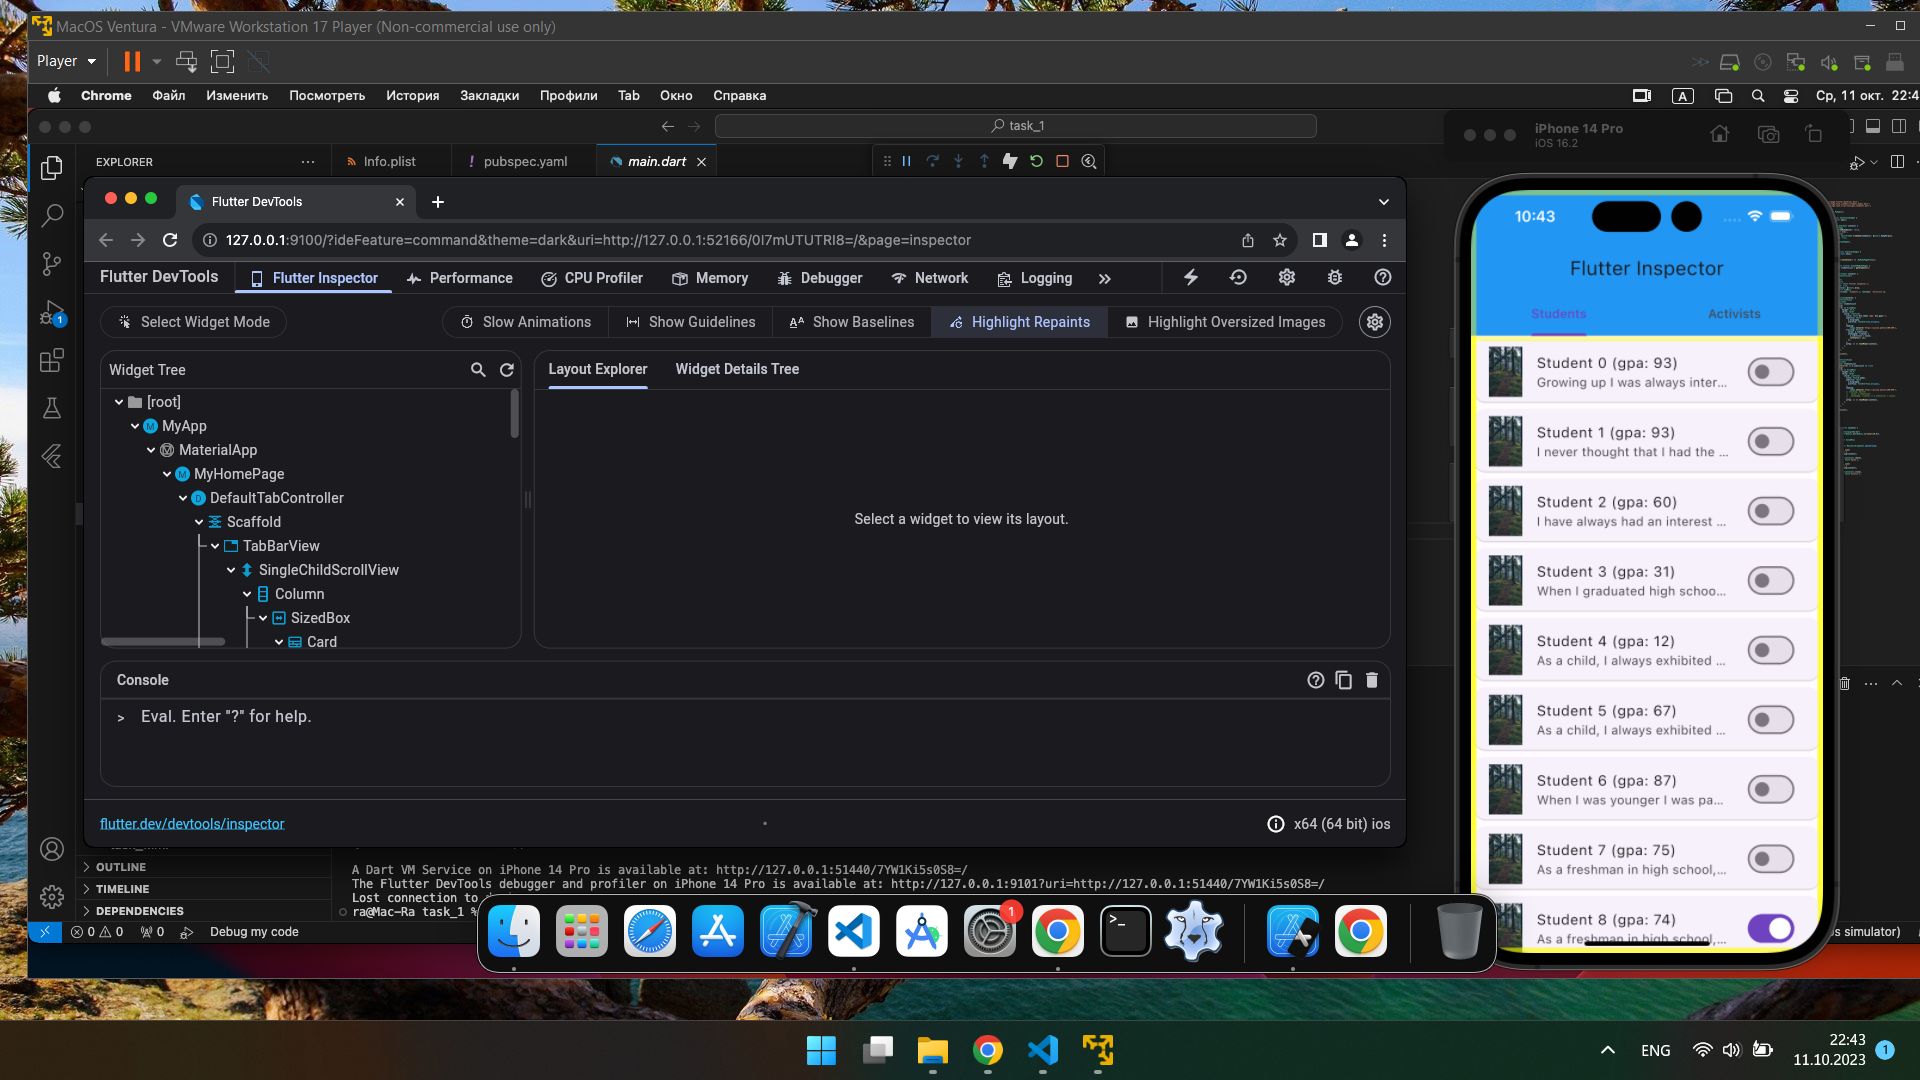 MacOS Ventura - VMware Workstation 17 Player (Non-commercial use only)
Player
Chrome Файл Изменить Посмотреть История Закладки Профили Tab Окно Справка
A
Ср, 11 окт. 22:4
task_1
iPhone 14 Pro
iOS 16.2
EXPLORER
Info.plist
! pubspec.yaml
main.dart
Flutter DevTools
127.0.0.1:9100/?ideFeature=command&theme=dark&uri=http://127.0.0.1:52166/0I7mUTUTRI8=/&page=inspector
Flutter DevTools
Flutter Inspector
Performance
CPU Profiler
Memory
Debugger
Network
Logging
Select Widget Mode
Slow Animations
Show Guidelines
Show Baselines
Highlight Repaints
Highlight Oversized Images
Widget Tree
[root]
MyApp
MaterialApp
MyHomePage
DefaultTabController
Scaffold
TabBarView
SingleChildScrollView
Column
SizedBox
Card
Layout Explorer
Widget Details Tree
Select a widget to view its layout.
Console
> Eval. Enter "?" for help.
flutter.dev/devtools/inspector
x64 (64 bit) ios
10:43
Flutter Inspector
Students
Activists
Student 0 (gpa: 93)
Growing up I was always inter...
Student 1 (gpa: 93)
I never thought that I had the ...
Student 2 (gpa: 60)
I have always had an interest ...
Student 3 (gpa: 31)
When I graduated high schoo...
Student 4 (gpa: 12)
As a child, I always exhibited ...
Student 5 (gpa: 67)
As a child, I always exhibited ...
Student 6 (gpa: 87)
When I was younger I was pa...
Student 7 (gpa: 75)
As a freshman in high school,...
Student 8 (gpa: 74)
As a freshman in high school,...
1
OUTLINE
TIMELINE
DEPENDENCIES
A Dart VM Service on iPhone 14 Pro is available at: http://127.0.0.1:51440/7YW1Ki5s0S8=/
The Flutter DevTools debugger and profiler on iPhone 14 Pro is available at: http://127.0.0.1:9101?uri=http://127.0.0.1:51440/7YW1Ki5s0S8=/
Lost connection to
ra@Mac-Ra task_1 %
0 0
0
Debug my code
simulator)
1
ENG
22:43
11.10.2023
1